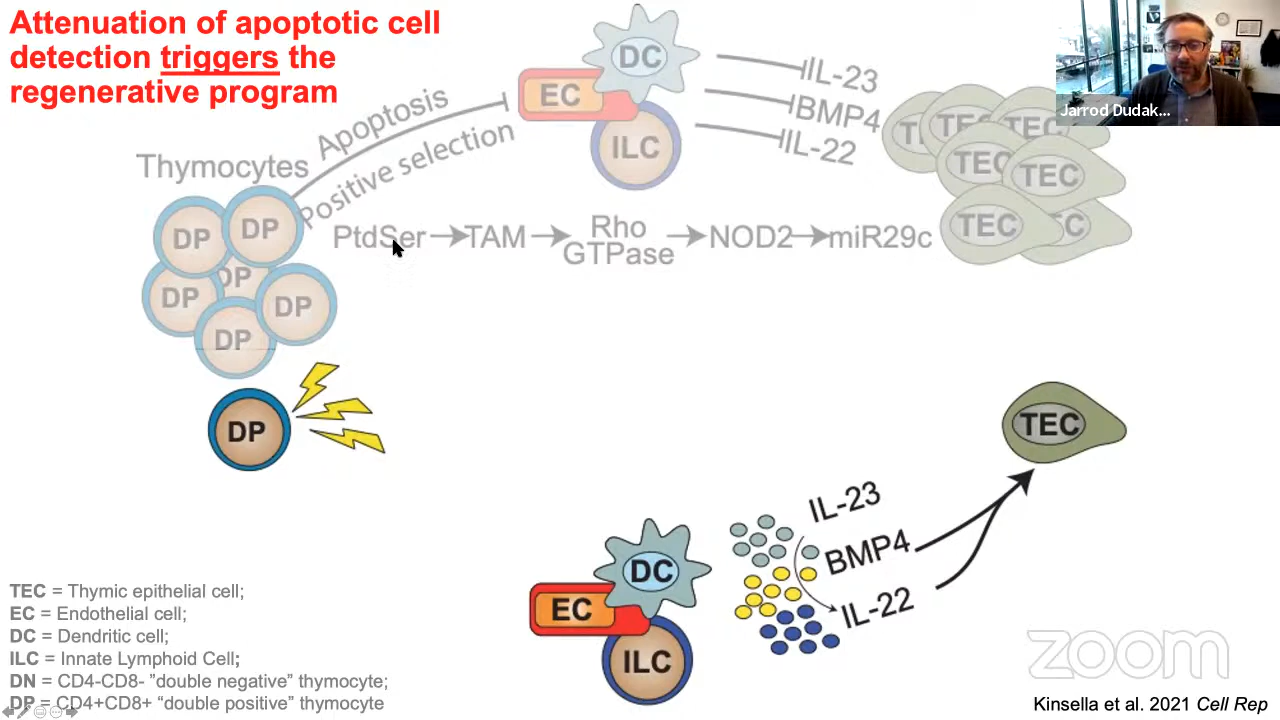 Attenuation of apoptotic cell
detection triggers the
regenerative program
Thymocytes
Apoptosis
Positive selection
DP
DP
DP
DP
DP
DP
DC
EC
ILC
IL-23
BMP4
IL-22
TEC
TEC
TEC
TEC
TEC
Jarrod Dudak...
PtdSer
TAM
Rho
GTPase
NOD2
miR29c
DP
TEC
DC
EC
ILC
IL-23
BMP4
IL-22
TEC = Thymic epithelial cell;
EC = Endothelial cell;
DC = Dendritic cell;
ILC = Innate Lymphoid Cell;
DN = CD4-CD8- ”double negative” thymocyte;
DP = CD4+CD8+ “double positive” thymocyte
zoom
Kinsella et al. 2021 Cell Rep